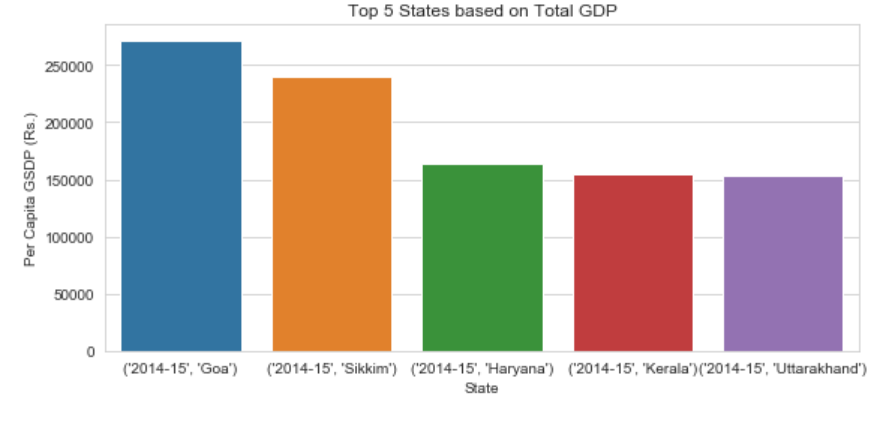 Top 5 States based on Total GDP
Per Capita GSDP (Rs.)
250000
200000
150000
100000
50000
0
('2014-15', 'Goa') ('2014-15', 'Sikkim') ('2014-15', 'Haryana') ('2014-15', 'Kerala') ('2014-15', 'Uttarakhand')
State